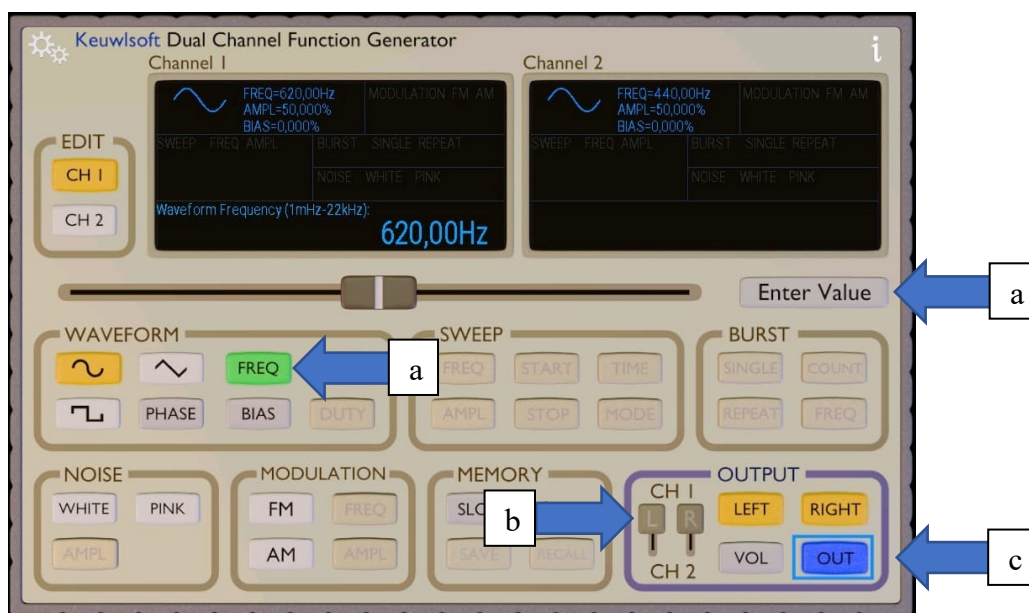 Keuwlsoft Dual Channel Function Generator
i
Channel 1
Channel 2
FREQ=620,00Hz
AMPL=50,000%
BIAS=0,000%
MODULATION FM AM
SWEEP FREQ AMPL
BURST SINGLE REPEAT
NOISE WHITE PINK
Waveform Frequency (1mHz-22kHz):
620,00Hz
FREQ=440,00Hz
AMPL=50,000%
BIAS=0,000%
MODULATION FM AM
SWEEP FREQ AMPL
BURST SINGLE REPEAT
NOISE WHITE PINK
EDIT
CH 1
CH 2
Enter Value
a
WAVEFORM
FREQ
a
PHASE
BIAS
DUTY
SWEEP
FREQ
START
TIME
AMPL
STOP
MODE
BURST
SINGLE
COUNT
REPEAT
FREQ
NOISE
WHITE
PINK
AMPL
MODULATION
FM
FREQ
AM
AMPL
MEMORY
b
SAVE
RECALL
OUTPUT
CH 1
L
R
CH 2
LEFT
RIGHT
VOL
OUT
c